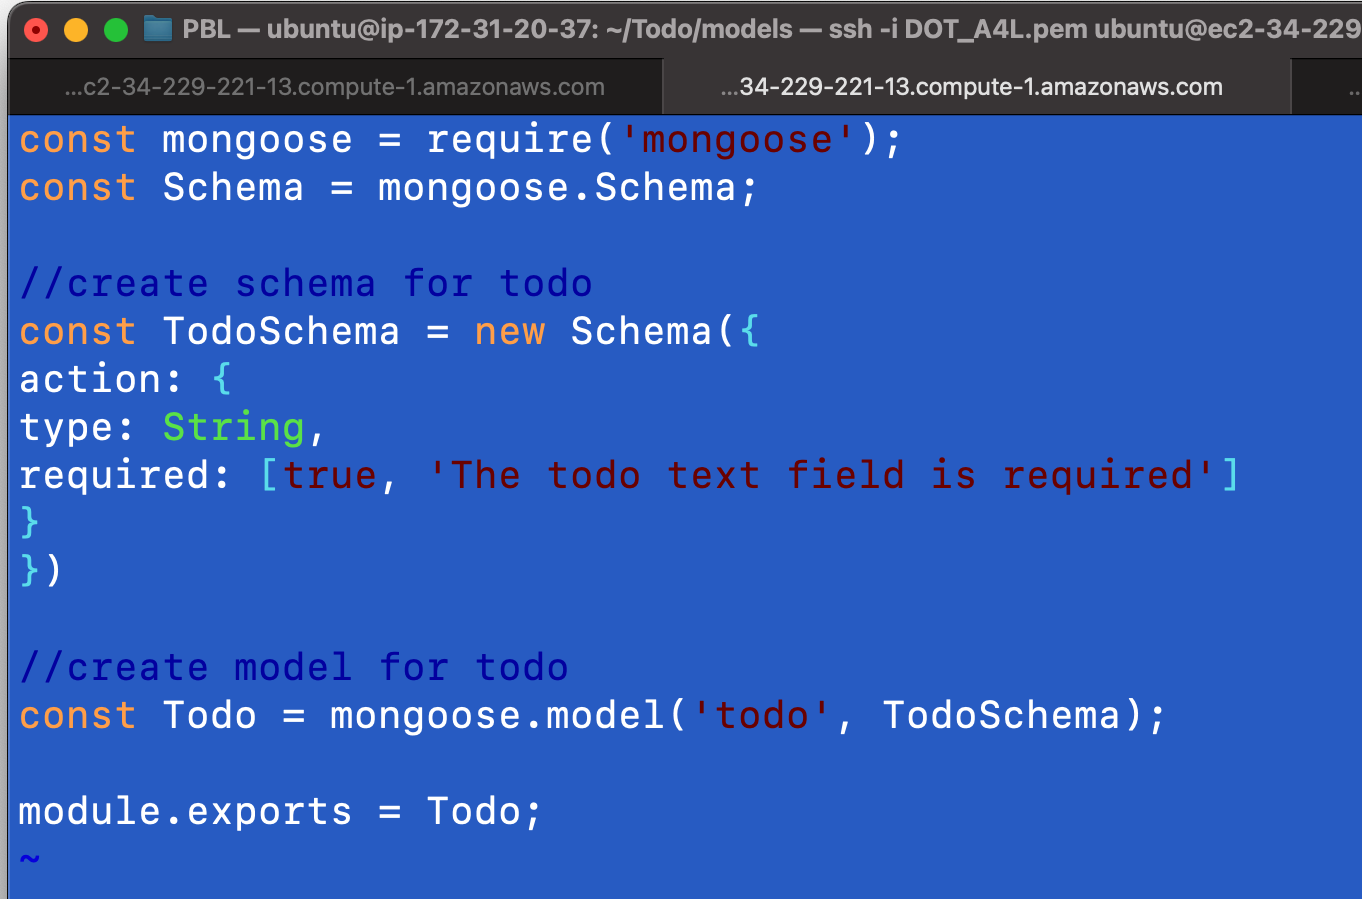 PBL — ubuntu@ip-172-31-20-37: ~/Todo/models — ssh -i DOT_A4L.pem ubuntu@ec2-34-229
...c2-34-229-221-13.compute-1.amazonaws.com ...34-229-221-13.compute-1.amazonaws.com ...
const mongoose = require('mongoose');
const Schema = mongoose.Schema;
//create schema for todo
const TodoSchema = new Schema({
action: {
type: String,
required: [true, 'The todo text field is required']
}
})
//create model for todo
const Todo = mongoose.model('todo', TodoSchema);
module.exports = Todo;
~